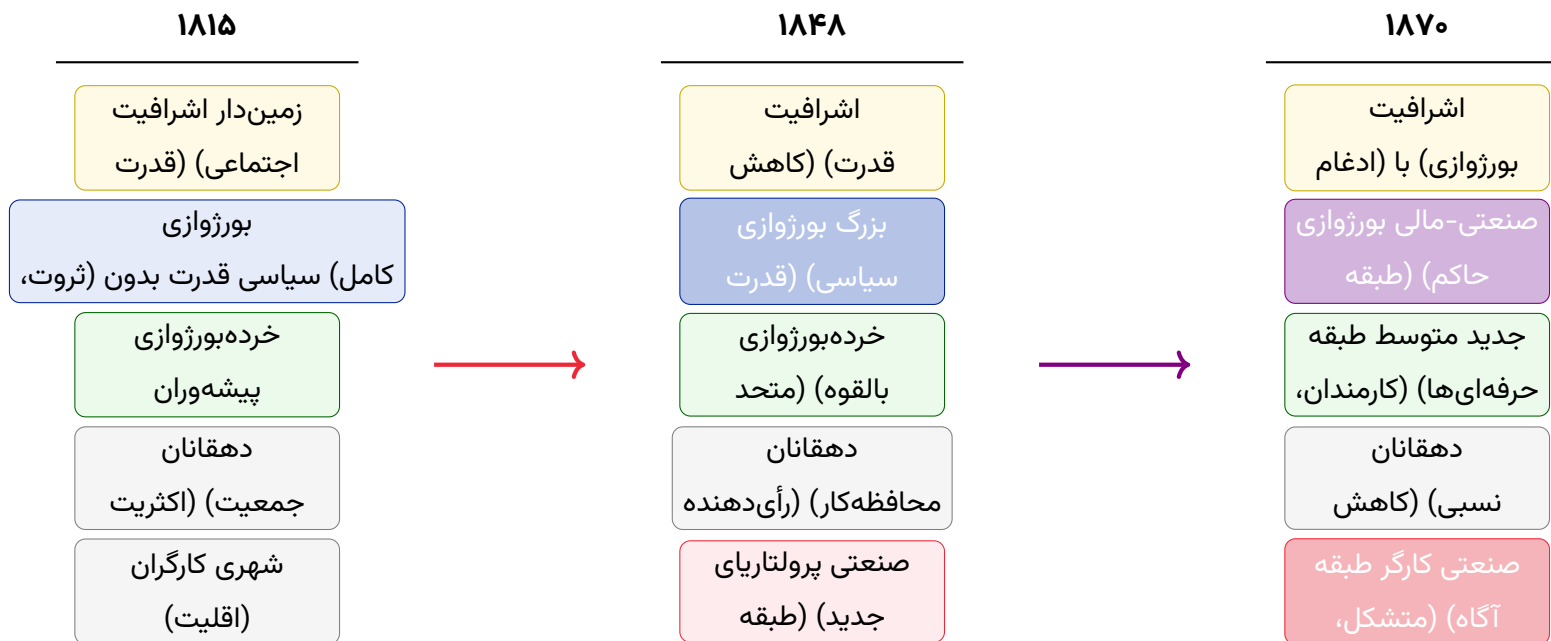 ۱۸۱۵
زمین‌دار اشرافیت
اجتماعی) (قدرت
بورژوازی
کامل) سیاسی قدرت بدون (ثروت،
خرده‌بورژوازی
پیشه‌وران
دهقانان
جمعیت) (اکثریت
شهری کارگران
(اقلیت)
۱۸۴۸
اشرافیت
قدرت) (کاهش
بزرگ بورژوازی
سیاسی) (قدرت
خرده‌بورژوازی
بالقوه) (متحد
دهقانان
محافظه‌کار) (رأی‌دهنده
صنعتی پرولتاریای
جدید) (طبقه
۱۸۷۰
اشرافیت
بورژوازی) با (ادغام
صنعتی-مالی بورژوازی
حاکم) (طبقه
جدید متوسط طبقه
حرفه‌ای‌ها) (کارمندان،
دهقانان
نسبی) (کاهش
صنعتی کارگر طبقه
آگاه) (متشکل،